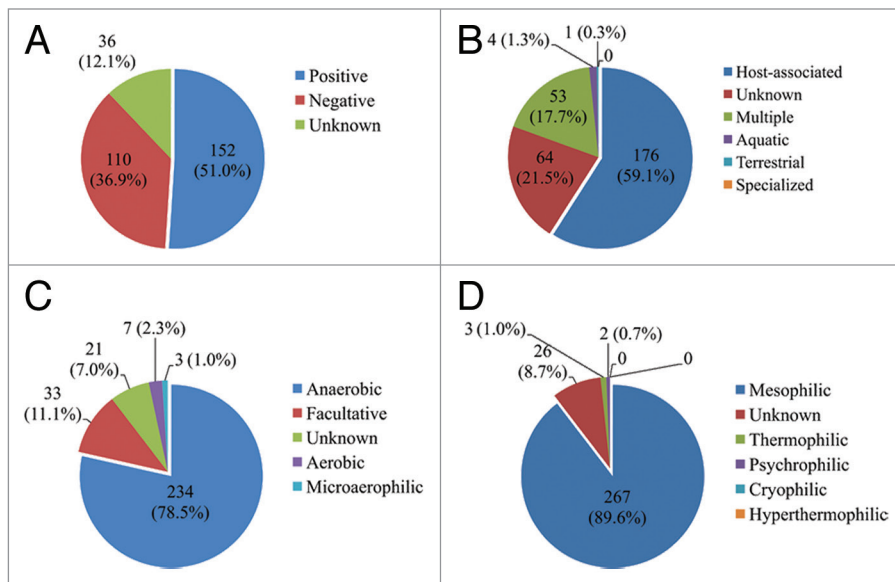 A
36
(12.1%)
152
(51.0%)
110
(36.9%)
Positive
Negative
Unknown
B
4 (1.3%)
1 (0.3%)
0
53
(17.7%)
64
(21.5%)
176
(59.1%)
Host-associated
Unknown
Multiple
Aquatic
Terrestrial
Specialized
C
7 (2.3%)
21
(7.0%)
3 (1.0%)
33
(11.1%)
234
(78.5%)
Anaerobic
Facultative
Unknown
Aerobic
Microaerophilic
D
3 (1.0%)
2 (0.7%)
26
(8.7%)
0
0
267
(89.6%)
Mesophilic
Unknown
Thermophilic
Psychrophilic
Cryophilic
Hyperthermophilic